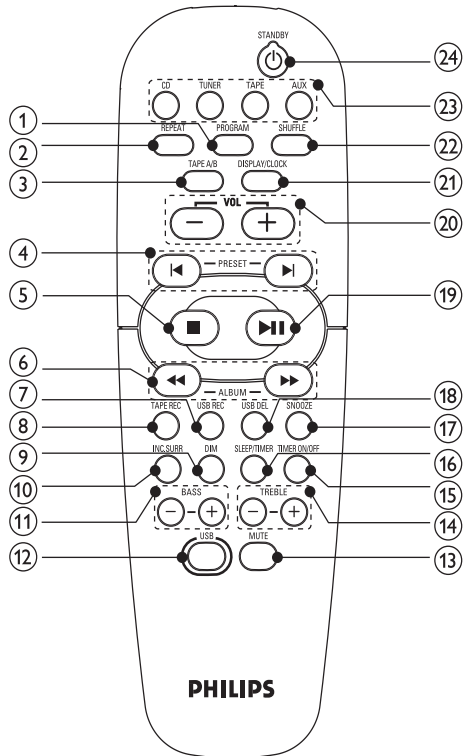 STANDBY
24
CD TUNER TAPE AUX
23
1
REPEAT PROGRAM SHUFFLE
2
22
TAPE A/B DISPLAY/CLOCK
3
21
VOL
20
4
PRESET
5
19
6
ALBUM
7
18
TAPE REC USB REC USB DEL SNOOZE
8
17
9
16
INC.SURR DIM SLEEP/TIMER TIMER ON/OFF
10
15
BASS TREBLE
11
14
USB MUTE
12
13
PHILIPS